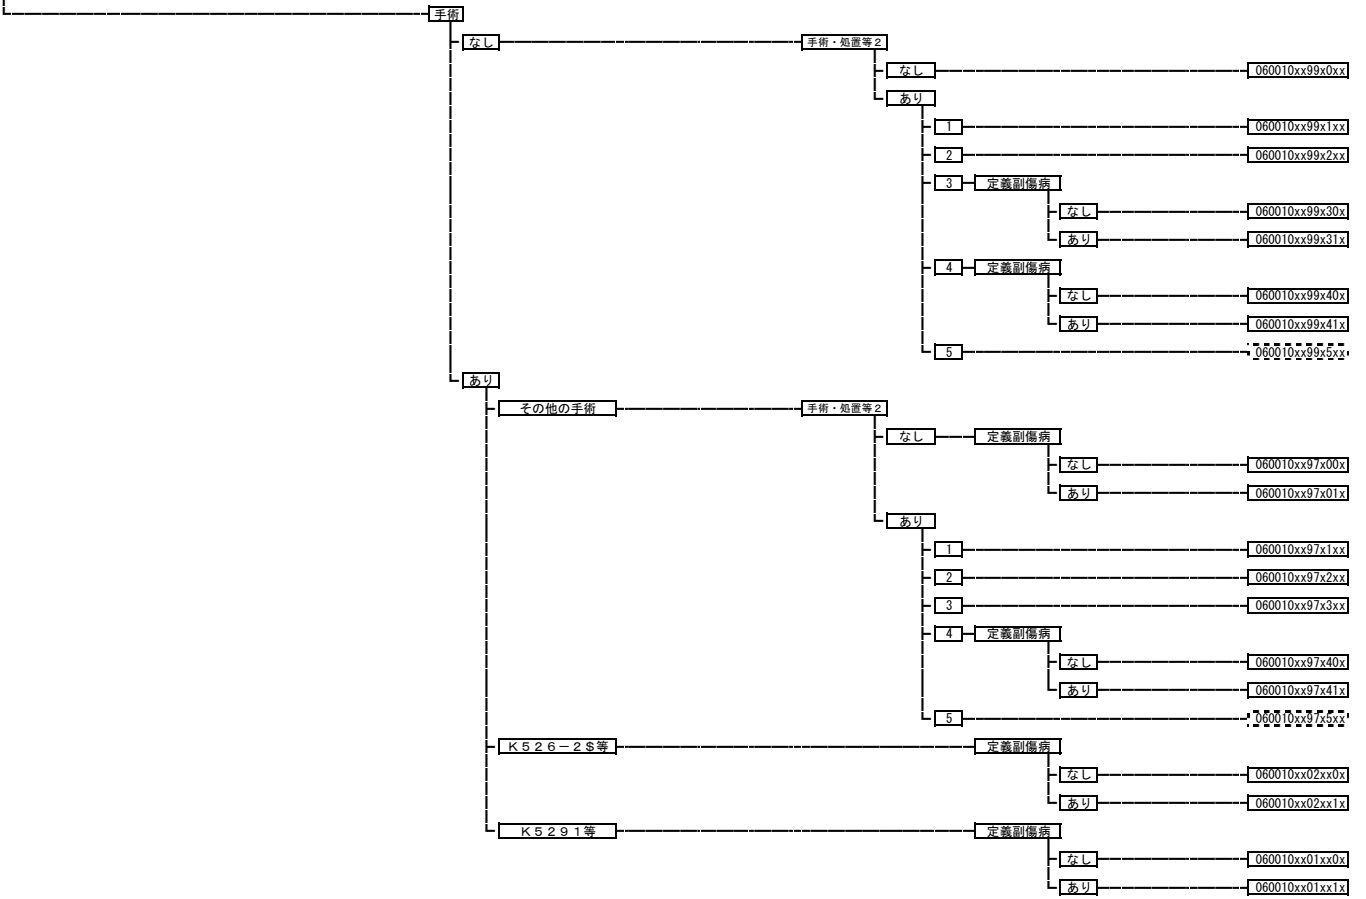 手術
なし 手術・処置等2
なし 060010xx99x0xx
あり
1 060010xx99x1xx
2 060010xx99x2xx
3 定義副傷病
なし 060010xx99x30x
あり 060010xx99x31x
4 定義副傷病
なし 060010xx99x40x
あり 060010xx99x41x
5 060010xx99x5xx
あり
その他の手術 手術・処置等2
なし 定義副傷病
なし 060010xx97x00x
あり 060010xx97x01x
あり
1 060010xx97x1xx
2 060010xx97x2xx
3 060010xx97x3xx
4 定義副傷病
なし 060010xx97x40x
あり 060010xx97x41x
5 060010xx97x5xx
K526-2$等 定義副傷病
なし 060010xx02xx0x
あり 060010xx02xx1x
K5291等 定義副傷病
なし 060010xx01xx0x
あり 060010xx01xx1x